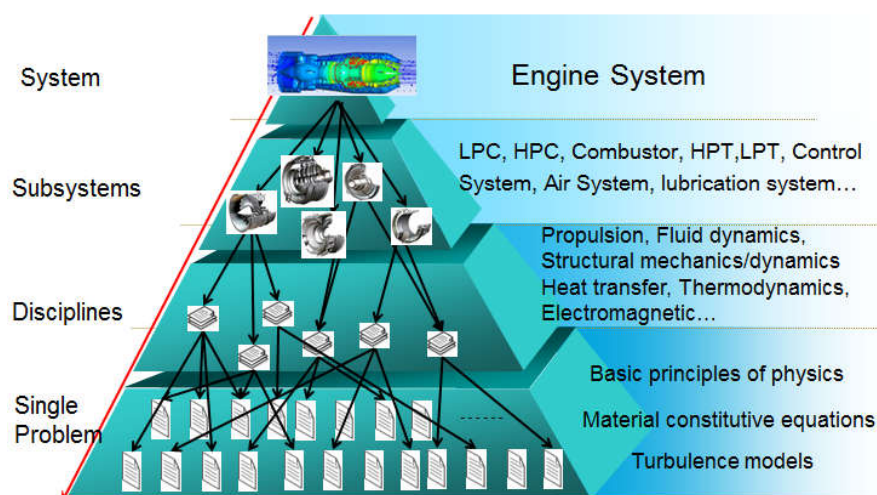 System
Engine System
Subsystems
LPC, HPC, Combustor, HPT,LPT, Control
System, Air System, lubrication system...
Disciplines
Propulsion, Fluid dynamics,
Structural mechanics/dynamics
Heat transfer, Thermodynamics,
Electromagnetic...
Single
Problem
Basic principles of physics
Material constitutive equations
Turbulence models